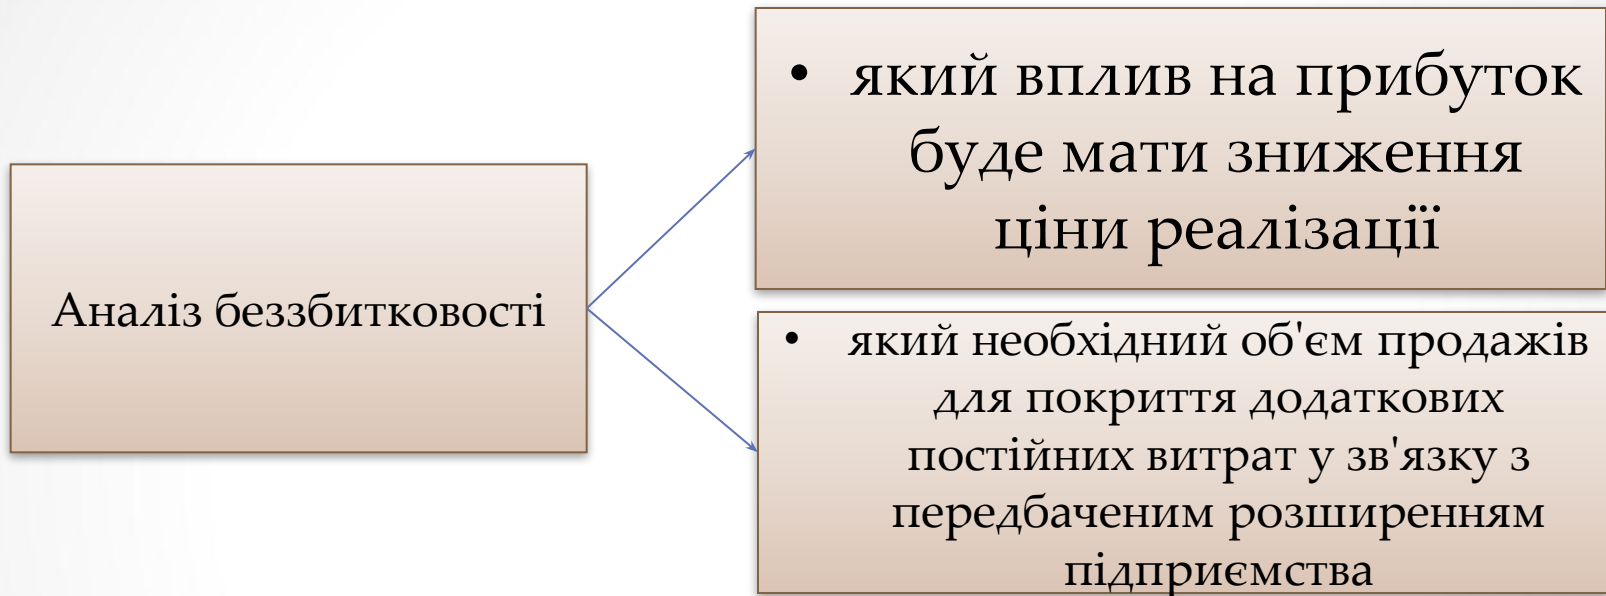 Аналіз беззбитковості
• який вплив на прибуток
буде мати зниження
ціни реалізації
• який необхідний об'єм продажів
для покриття додаткових
постійних витрат у зв'язку з
передбаченим розширенням
підприємства